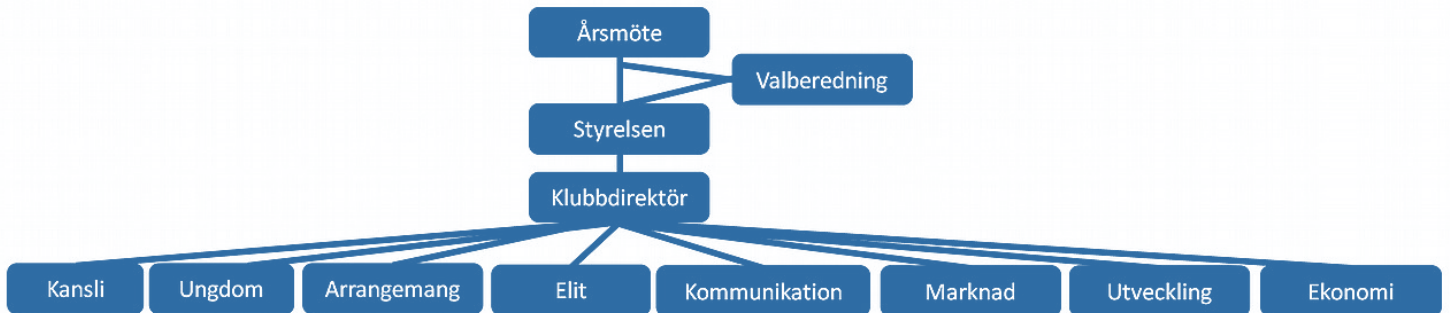 Årsmöte
Valberedning
Styrelsen
Klubbdirektör
Kansli
Ungdom
Arrangemang
Elit
Kommunikation
Marknad
Utveckling
Ekonomi